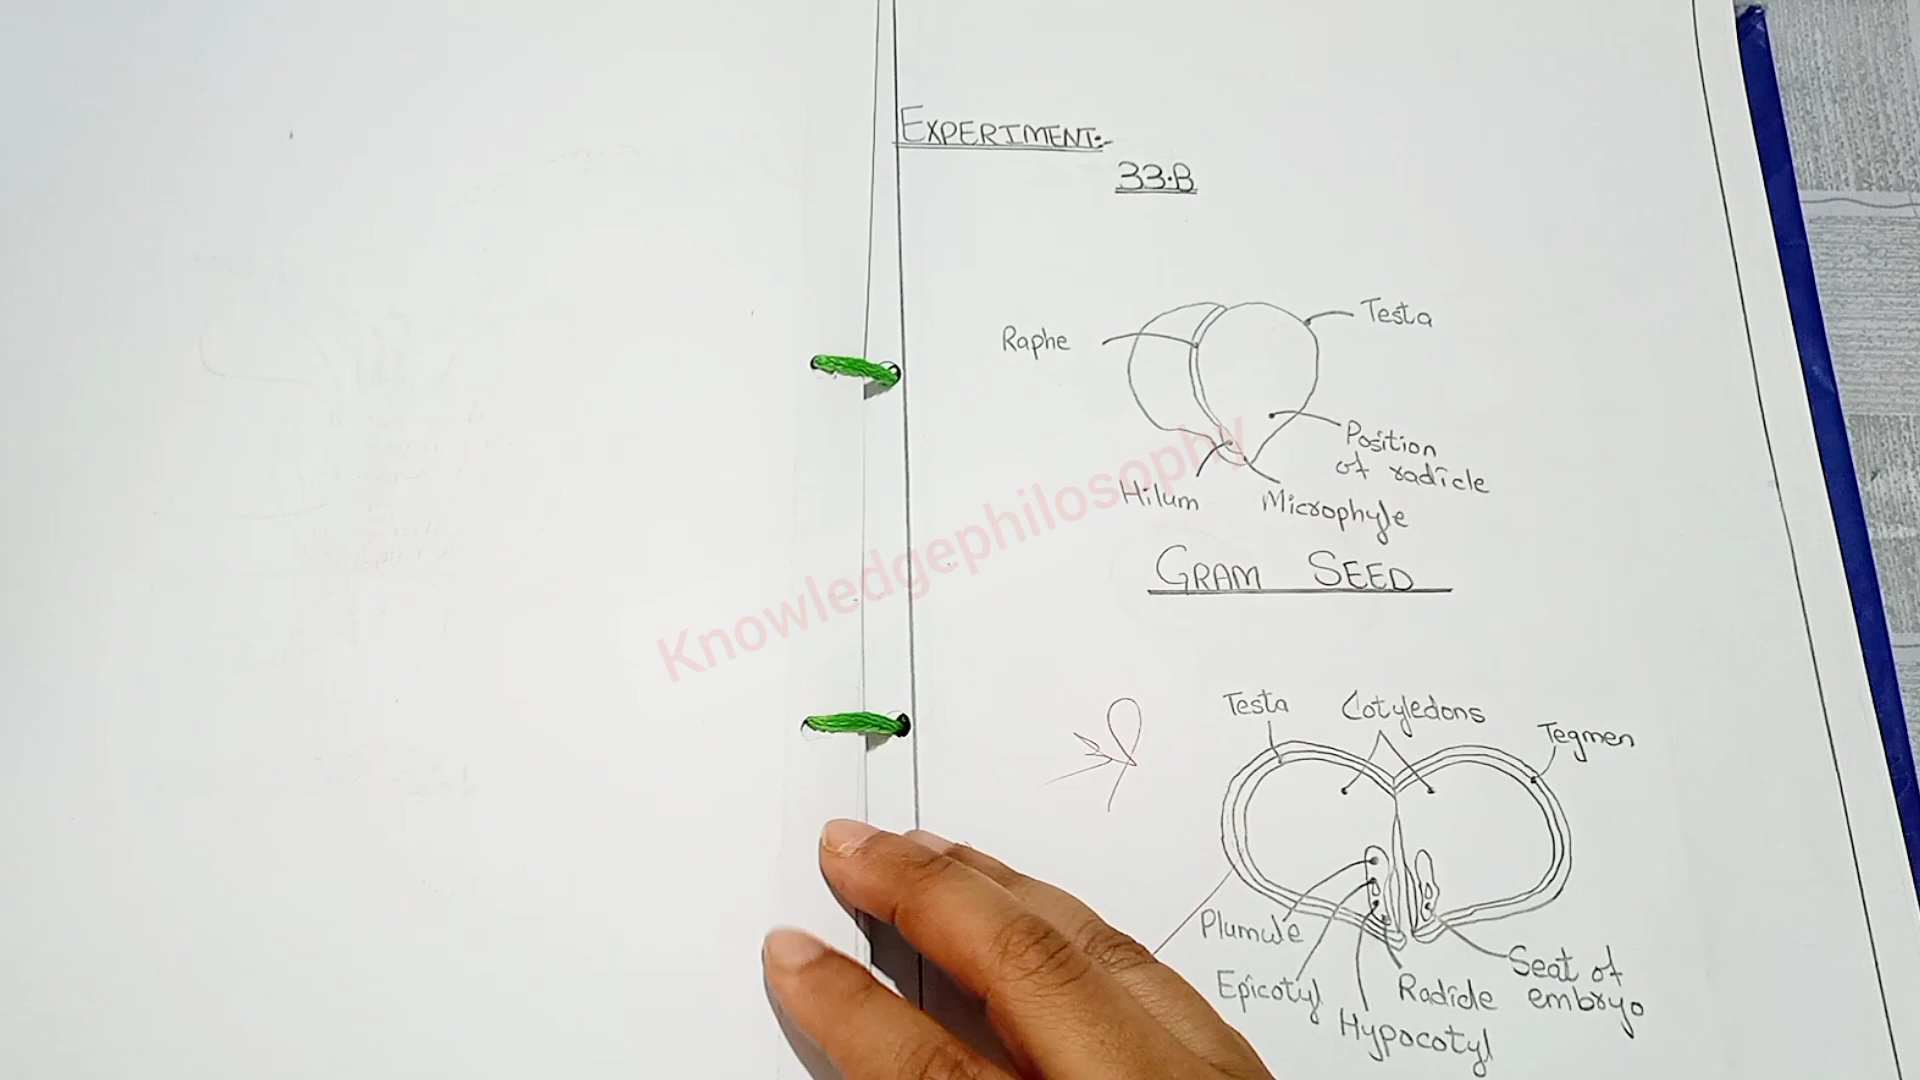 EXPERIMENT:-
33.B
Raphe
Testa
Position
of radicle
Hilum
Microphyle
GRAM SEED
Knowledgephilosophy
Testa
Cotyledons
Tegmen
Plumule
Epicotyl
Hypocotyl
Radicle
Seat of
embryo